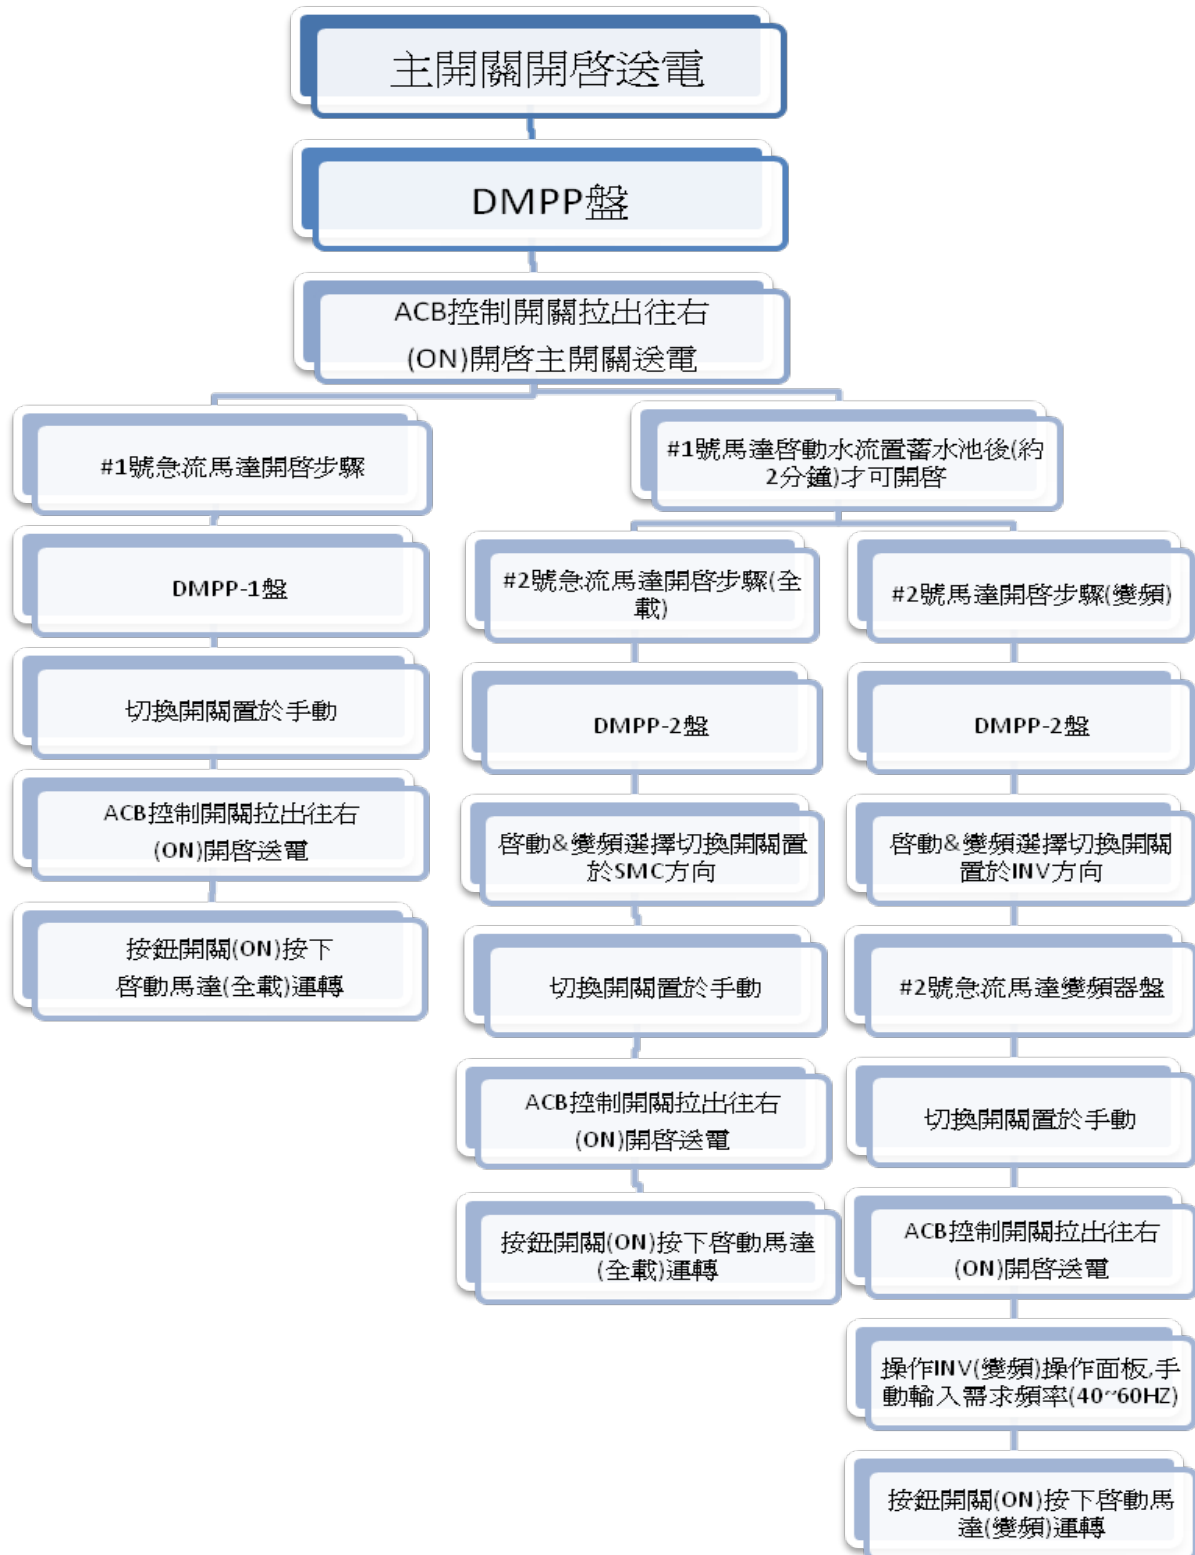 主開關開啓送電
DMPP盤
ACB控制開關拉出往右
(ON)開啓主開關送電
#1號急流馬達開啓步驟
DMPP-1盤
切換開關置於手動
ACB控制開關拉出往右
(ON)開啓送電
按鈕開關(ON)按下
啓動馬達(全載)運轉
#1號馬達啓動水流置蓄水池後(約
2分鐘)才可開啓
#2號急流馬達開啓步驟(全
載)
DMPP-2盤
啓動&變頻選擇切換開關置
於SMC方向
切換開關置於手動
ACB控制開關拉出往右
(ON)開啓送電
按鈕開關(ON)按下啓動馬達
(全載)運轉
#2號馬達開啓步驟(變頻)
DMPP-2盤
啓動&變頻選擇切換開關
置於INV方向
#2號急流馬達變頻器盤
切換開關置於手動
ACB控制開關拉出往右
(ON)開啓送電
操作INV(變頻)操作面板,手
動輸入需求頻率(40~60HZ)
按鈕開關(ON)按下啓動馬
達(變頻)運轉